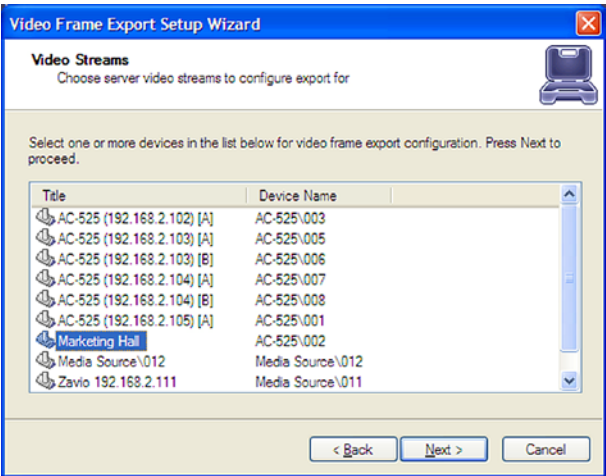 Video Frame Export Setup Wizard
Video Streams
Choose server video streams to configure export for
Select one or more devices in the list below for video frame export configuration. Press Next to
proceed.
Title Device Name
AC-525 (192.168.2.102) [A] AC-525\003
AC-525 (192.168.2.103) [A] AC-525\005
AC-525 (192.168.2.103) [B] AC-525\006
AC-525 (192.168.2.104) [A] AC-525\007
AC-525 (192.168.2.104) [B] AC-525\008
AC-525 (192.168.2.105) [A] AC-525\001
Marketing Hall AC-525\002
Media Source\012 Media Source\012
Zavio 192.168.2.111 Media Source\011
< Back Next > Cancel